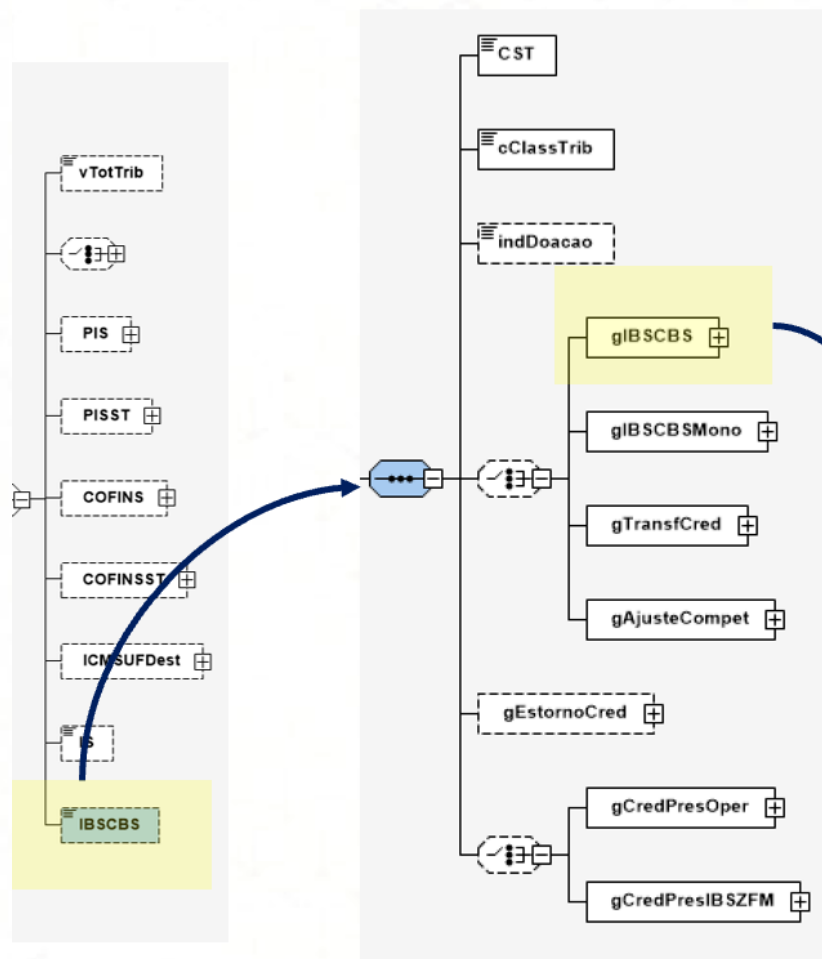 vTotTrib
PIS
PISST
COFINS
COFINSST
ICMSUFDest
IS
IBSCBS
CST
cClassTrib
indDoacao
gIBSCBS
gIBSCBSMono
gTransfCred
gAjusteCompet
gEstornoCred
gCredPresOper
gCredPresIBSZFM